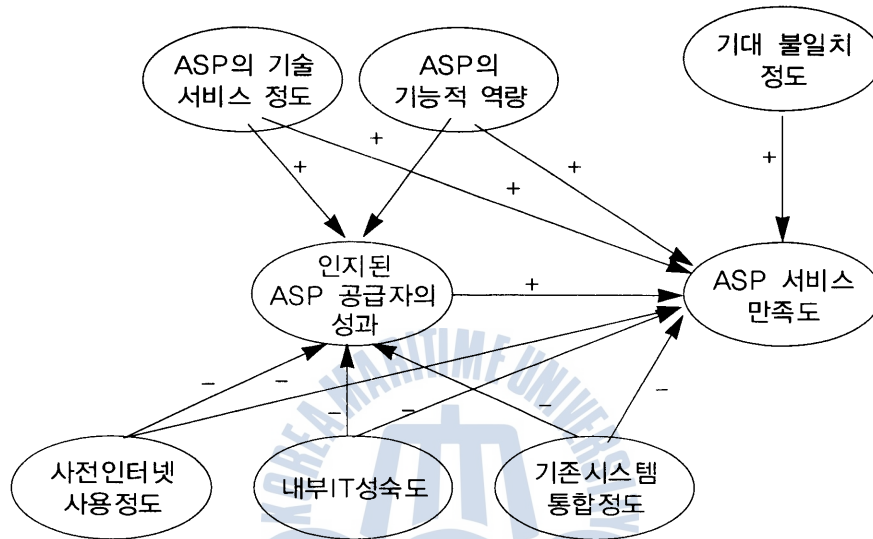 ASP의 기술
서비스 정도
ASP의
기능적 역량
기대 불일치
정도
+
+
+
+
+
인지된
ASP 공급자의
성과
+
ASP 서비스
만족도
−
−
−
−
−
−
사전인터넷
사용정도
내부IT성숙도
기존시스템
통합정도
KOREA MARITIME UNIVERSITY